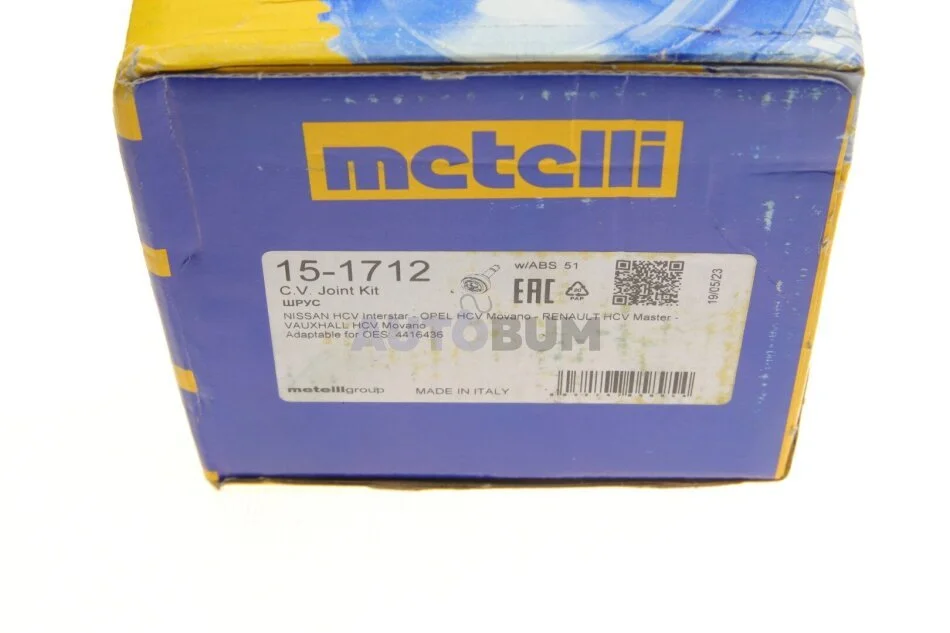 metelli
15-1712
w/ABS 51
C.V. Joint Kit
ШРУС
EAC
PAP
19/05/23
NISSAN HCV Interstar - OPEL HCV Movano - RENAULT HCV Master -
VAUXHALL HCV Movano
Adaptable for OES/ 4416436
AUTOBUM
metelligroup
MADE IN ITALY